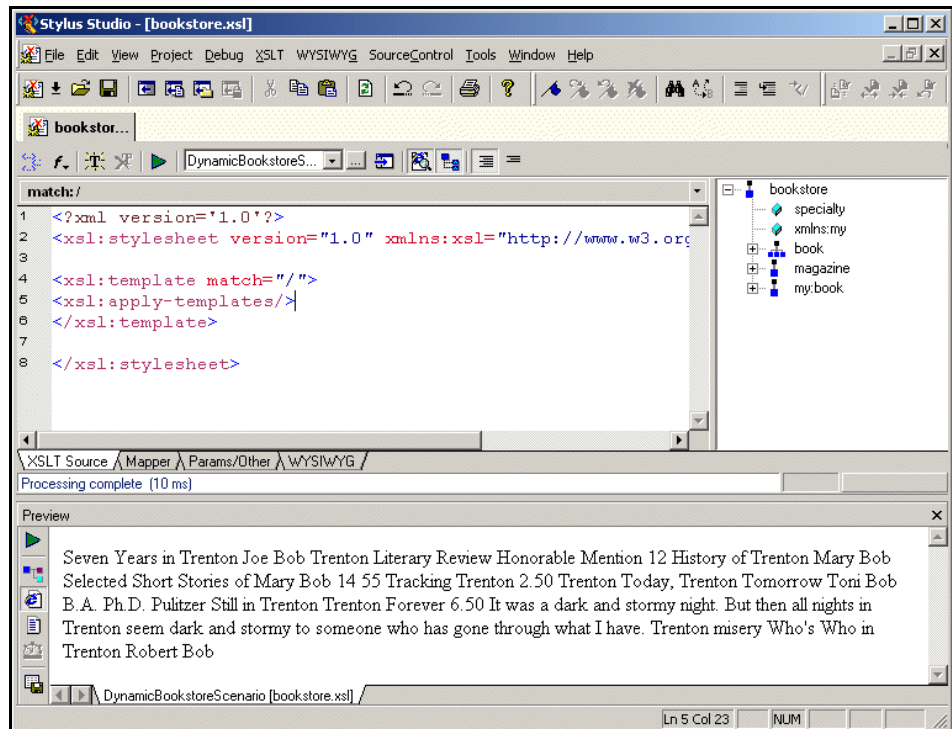 Stylus Studio - [bookstore.xsl]
File Edit View Project Debug XSLT WYSIWYG SourceControl Tools Window Help
bookstor...
DynamicBookstoreS... ...
match: /
1 <?xml version='1.0'?>
2 <xsl:stylesheet version="1.0" xmlns:xsl="http://www.w3.org
3
4 <xsl:template match="/">
5 <xsl:apply-templates/>
6 </xsl:template>
7
8 </xsl:stylesheet>
bookstore
specialty
xmlns:my
book
magazine
my:book
XSLT Source Mapper Params/Other WYSIWYG
Processing complete (10 ms)
Preview
Seven Years in Trenton Joe Bob Trenton Literary Review Honorable Mention 12 History of Trenton Mary Bob
Selected Short Stories of Mary Bob 14 55 Tracking Trenton 2.50 Trenton Today, Trenton Tomorrow Toni Bob
B.A. Ph.D. Pulitzer Still in Trenton Trenton Forever 6.50 It was a dark and stormy night. But then all nights in
Trenton seem dark and stormy to someone who has gone through what I have. Trenton misery Who's Who in
Trenton Robert Bob
DynamicBookstoreScenario [bookstore.xsl]
Ln 5 Col 23 NUM